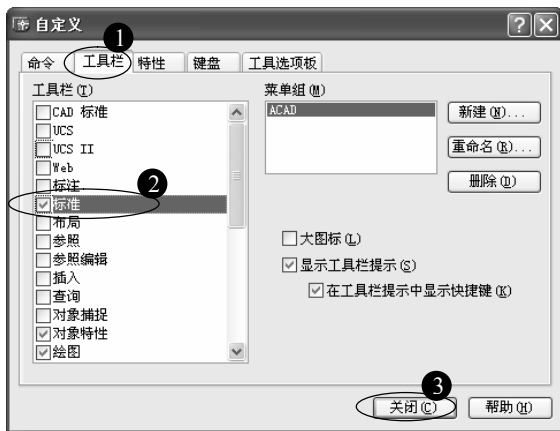 自定义
1
命令 工具栏 特性 键盘 工具选项板
工具栏(T)
CAD 标准
UCS
UCS II
Web
标注
2
标准
布局
参照
参照编辑
插入
查询
对象捕捉
对象特性
绘图
菜单组(M)
ACAD
新建(N)...
重命名(R)...
删除(D)
大图标(L)
显示工具栏提示(S)
在工具栏提示中显示快捷键(K)
3
关闭(C) 帮助(H)